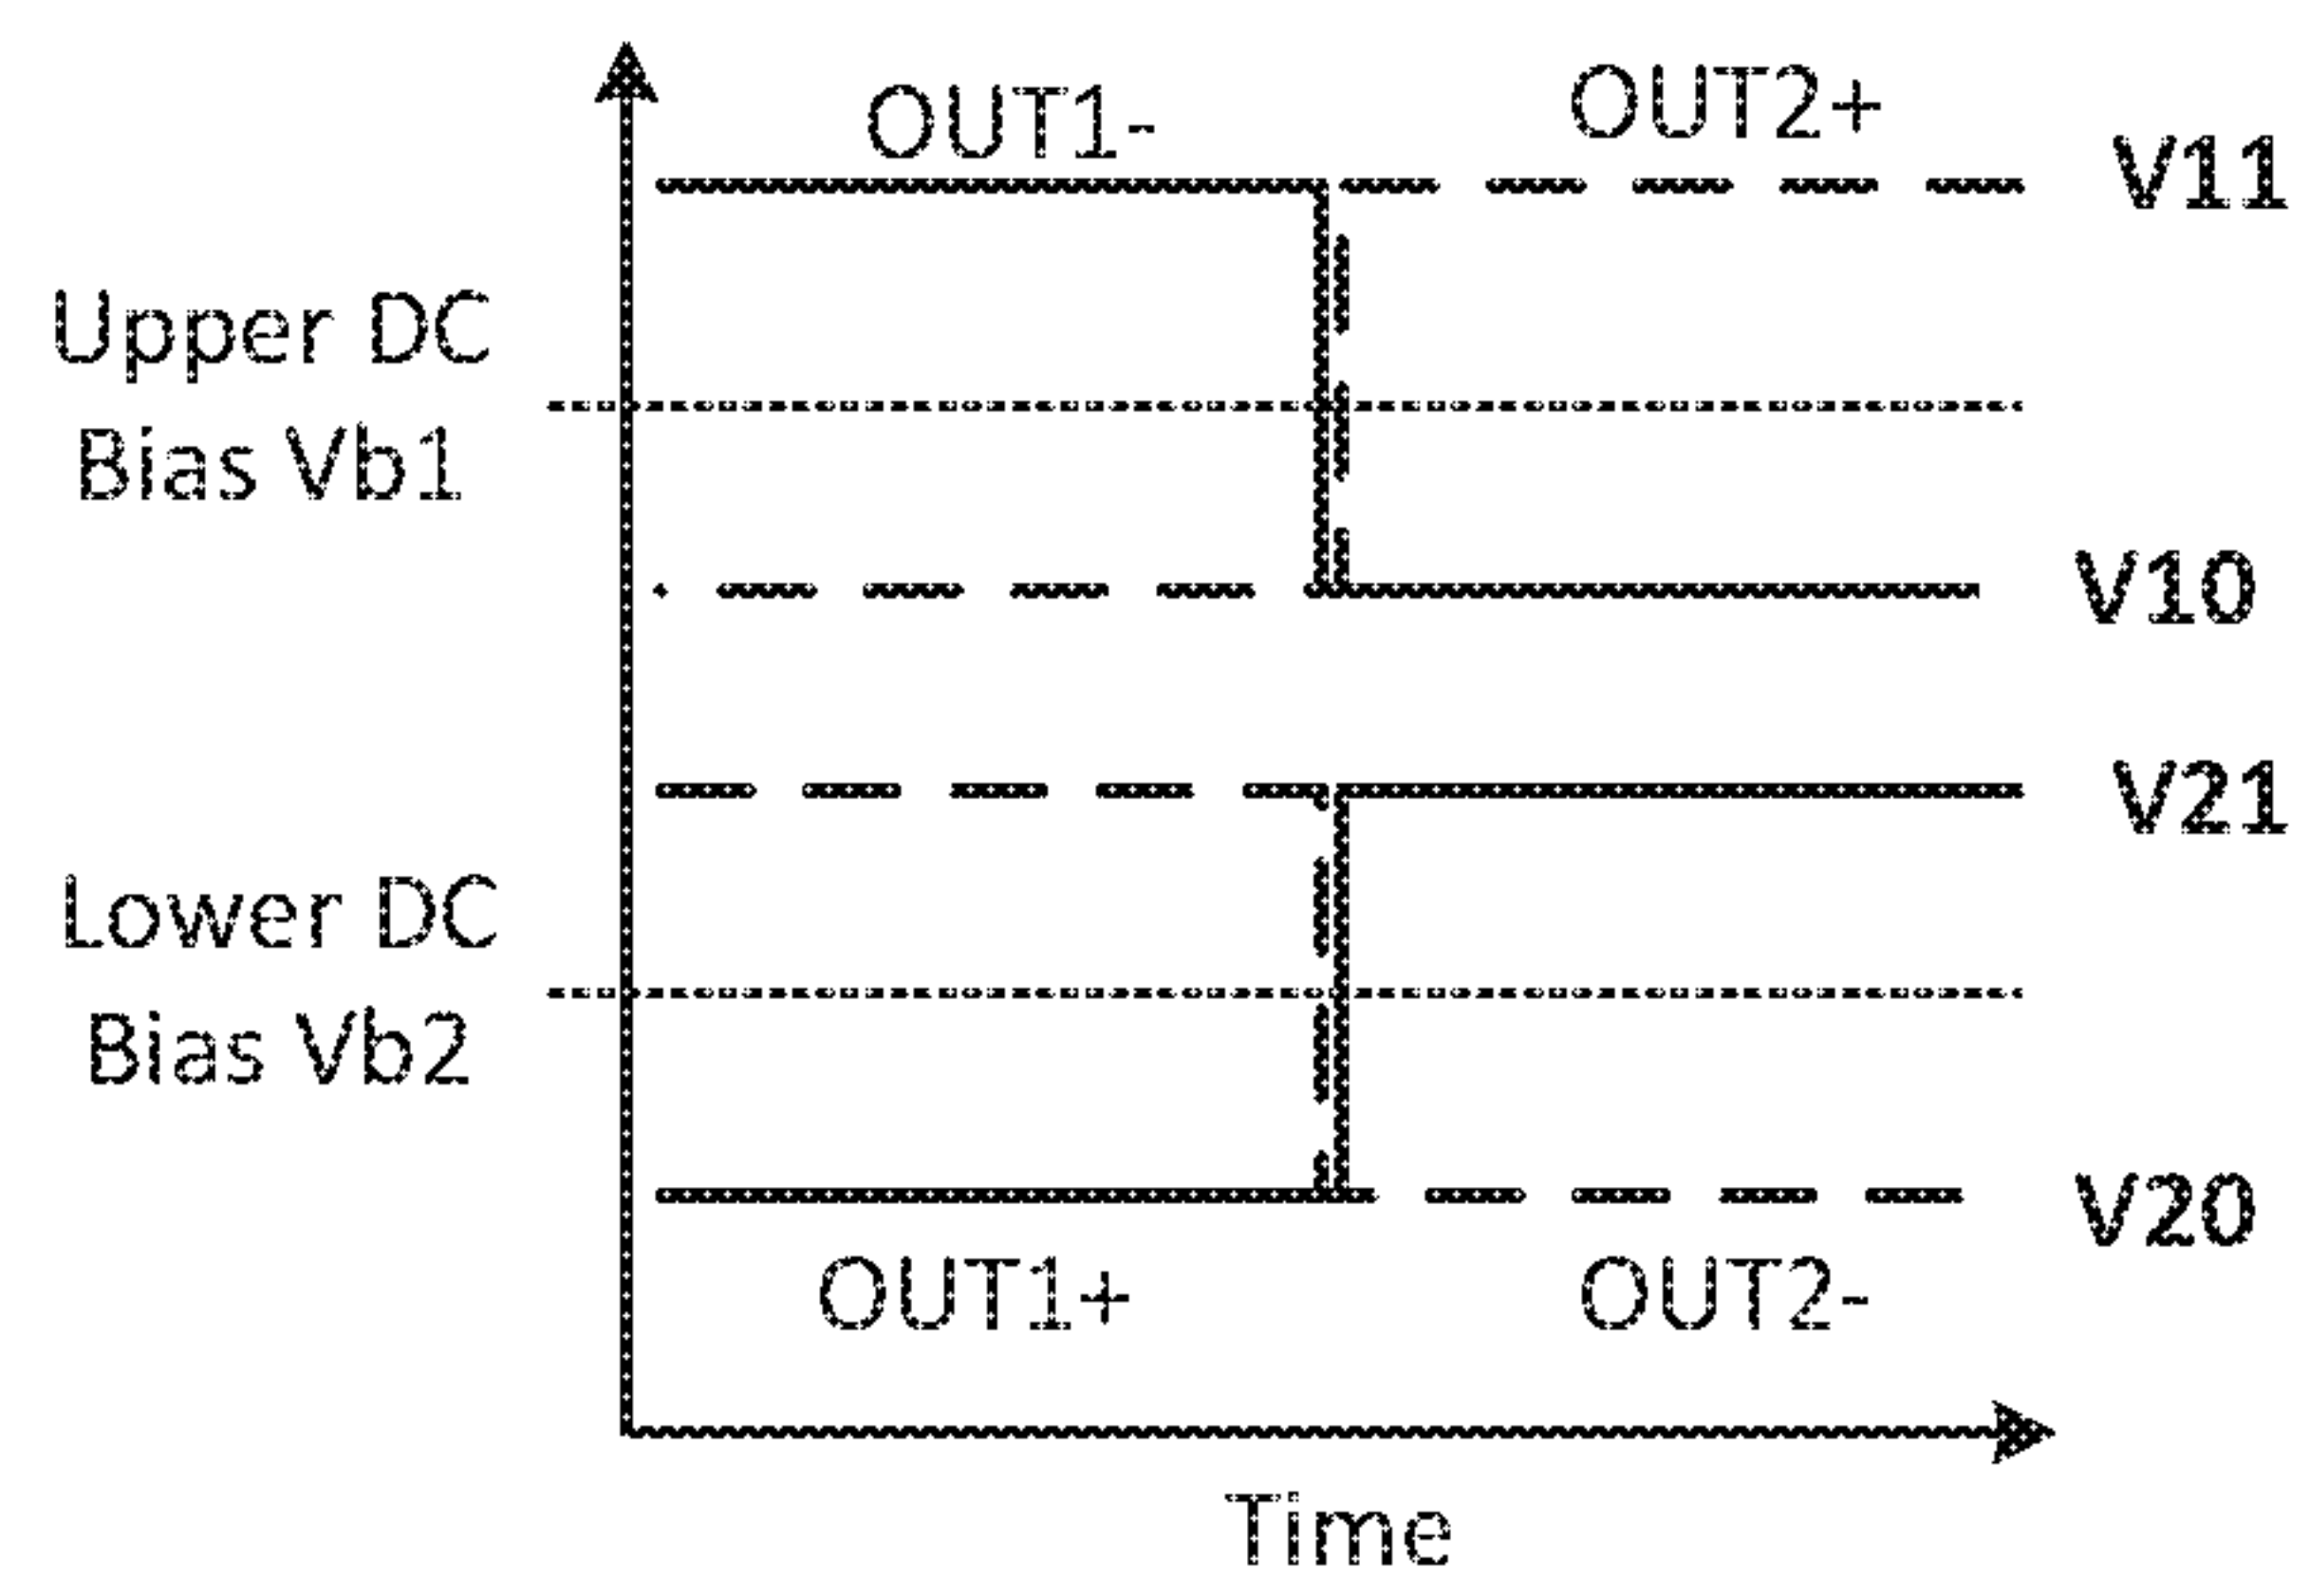 OUT1-
OUT2+
V11
Upper DC
Bias Vb1
V10
V21
Lower DC
Bias Vb2
V20
OUT1+
OUT2-
Time